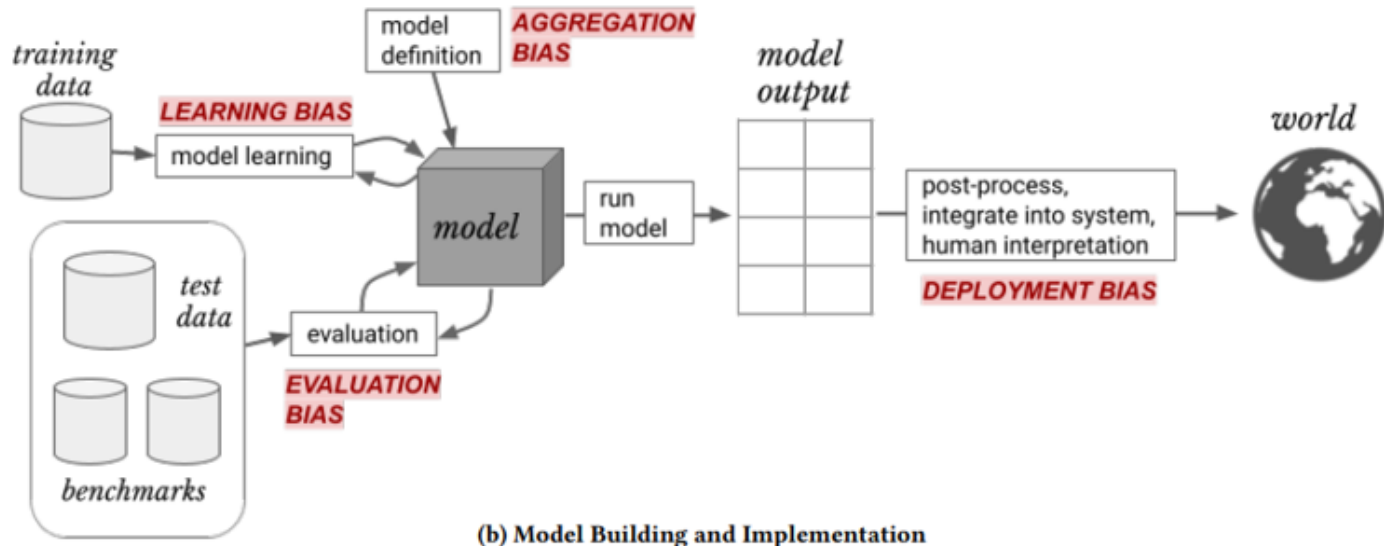 training
data
LEARNING BIAS
model learning
model
definition
AGGREGATION
BIAS
model
test
data
benchmarks
evaluation
EVALUATION
BIAS
run
model
model
output
post-process,
integrate into system,
human interpretation
DEPLOYMENT BIAS
world
(b) Model Building and Implementation